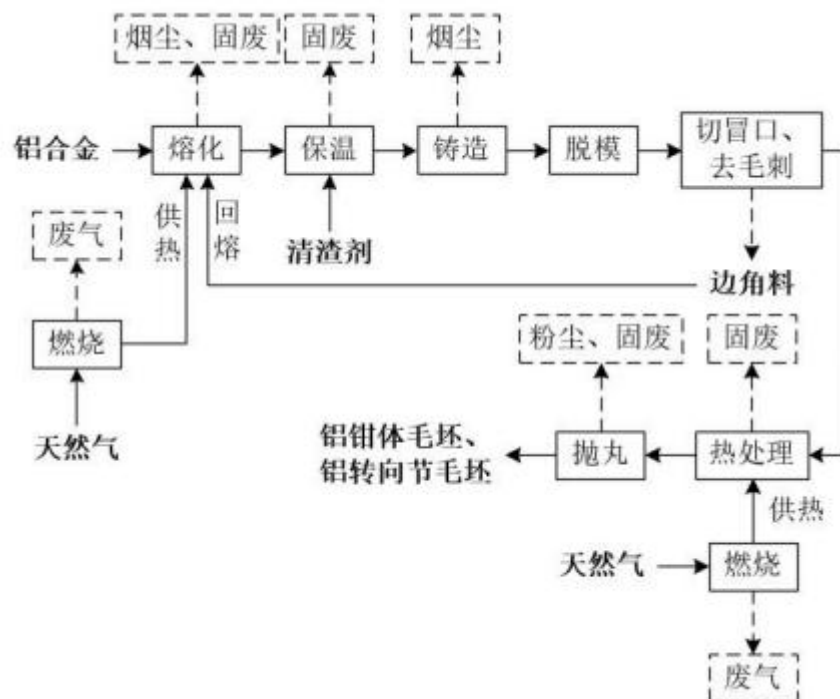 烟尘、固废
固废
烟尘
铝合金
熔化
保温
铸造
脱模
切冒口、
去毛刺
供热
回熔
废气
清渣剂
边角料
燃烧
粉尘、固废
固废
天然气
铝钳体毛坯、
铝转向节毛坯
抛丸
热处理
供热
天然气
燃烧
废气